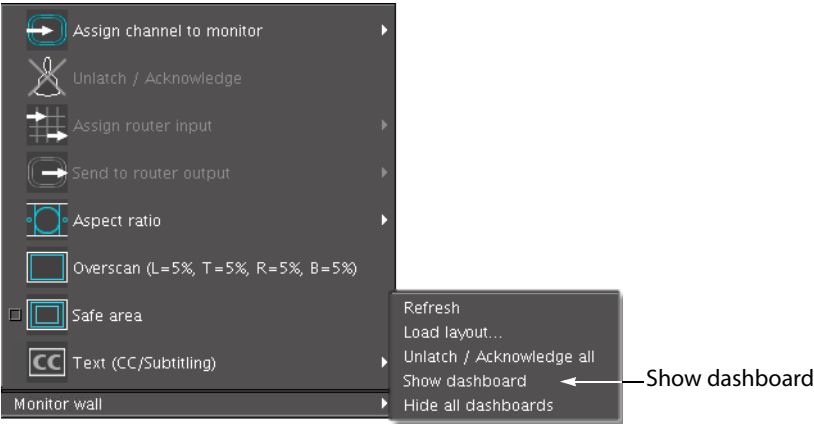 Assign channel to monitor
Unlatch / Acknowledge
Assign router input
Send to router output
Aspect ratio
Overscan (L=5%, T=5%, R=5%, B=5%)
Safe area
CC Text (CC/Subtitling)
Monitor wall
Refresh
Load layout...
Unlatch / Acknowledge all
Show dashboard
Hide all dashboards
Show dashboard